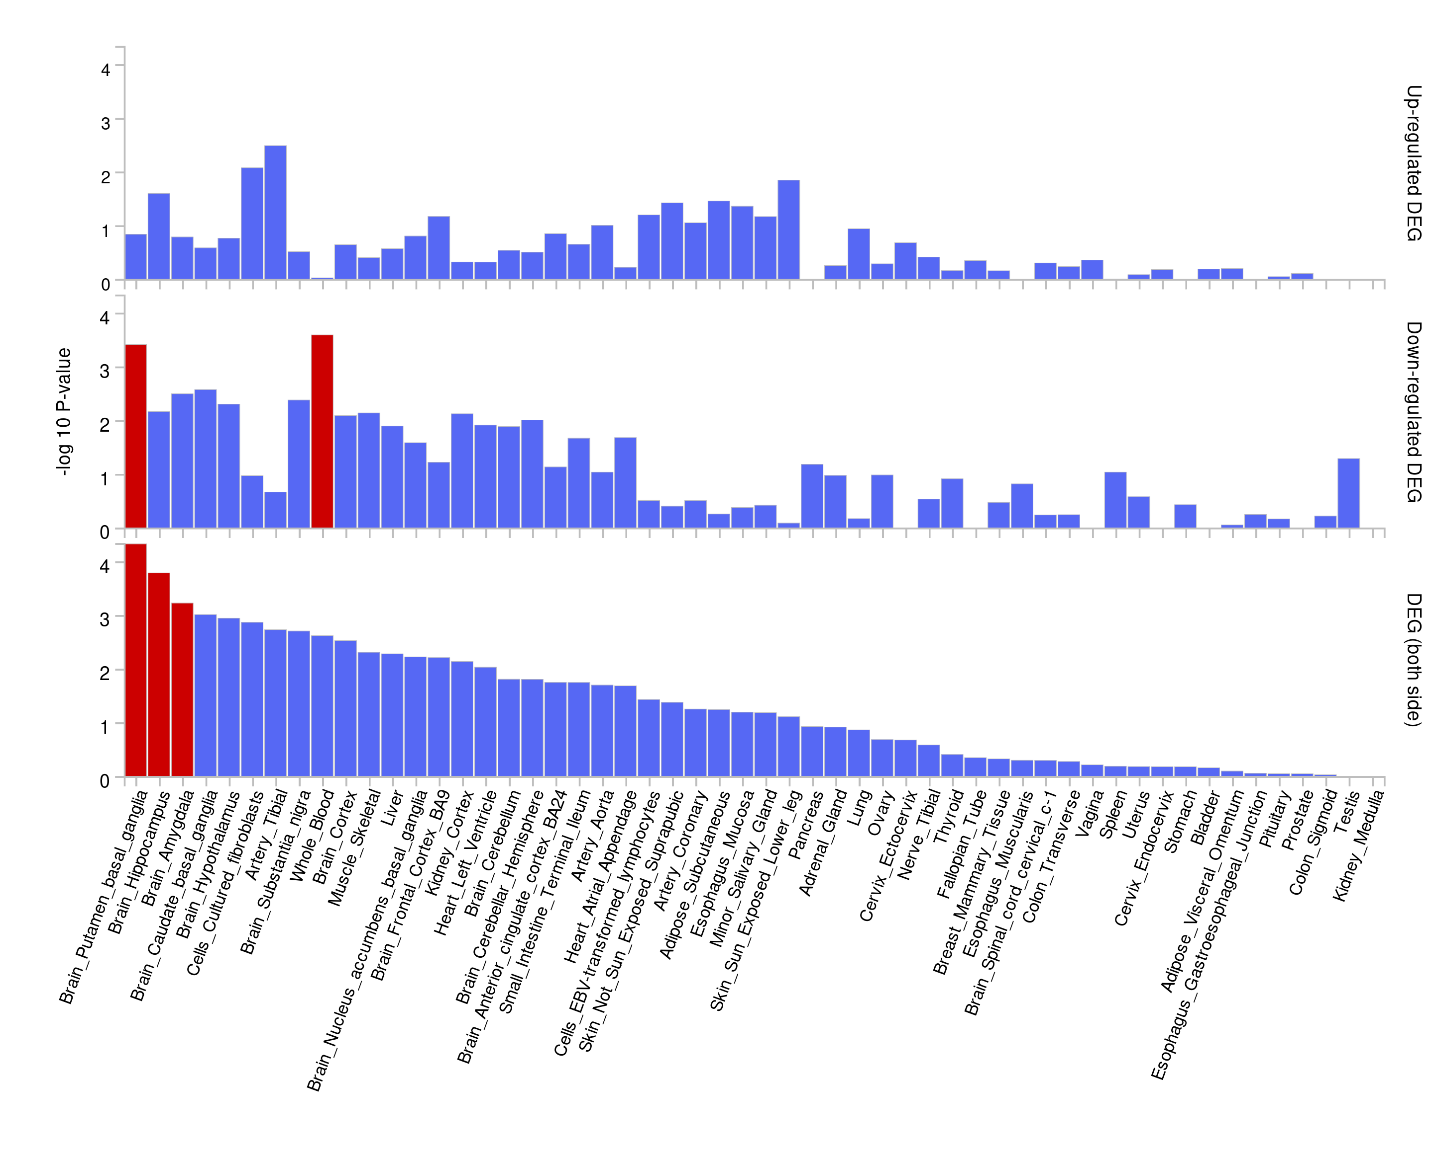 4
3
2
1
0
Up-regulated DEG
4
3
2
1
0
Down-regulated DEG
-log 10 P-value
4
3
2
1
0
DEG (both side)
Brain_Putamen_basal_ganglia
Brain_Hippocampus
Brain_Amygdala
Brain_Caudate_basal_ganglia
Brain_Hypothalamus
Cells_Cultured_fibroblasts
Artery_Tibial
Brain_Substantia_nigra
Whole_Blood
Brain_Cortex
Muscle_Skeletal
Liver
Brain_Nucleus_accumbens_basal_ganglia
Brain_Frontal_Cortex_BA9
Kidney_Cortex
Heart_Left_Ventricle
Brain_Cerebellum
Brain_Cerebellar_Hemisphere
Brain_Anterior_cingulate_cortex_BA24
Small_Intestine_Terminal_Ileum
Artery_Aorta
Heart_Atrial_Appendage
Cells_EBV-transformed_lymphocytes
Skin_Not_Sun_Exposed_Suprapubic
Artery_Coronary
Adipose_Subcutaneous
Esophagus_Mucosa
Minor_Salivary_Gland
Skin_Sun_Exposed_Lower_leg
Pancreas
Adrenal_Gland
Lung
Ovary
Cervix_Ectocervix
Nerve_Tibial
Thyroid
Fallopian_Tube
Breast_Mammary_Tissue
Esophagus_Muscularis
Brain_Spinal_cord_cervical_c-1
Colon_Transverse
Vagina
Spleen
Uterus
Cervix_Endocervix
Stomach
Bladder
Adipose_Visceral_Omentum
Esophagus_Gastroesophageal_Junction
Pituitary
Prostate
Colon_Sigmoid
Testis
Kidney_Medulla